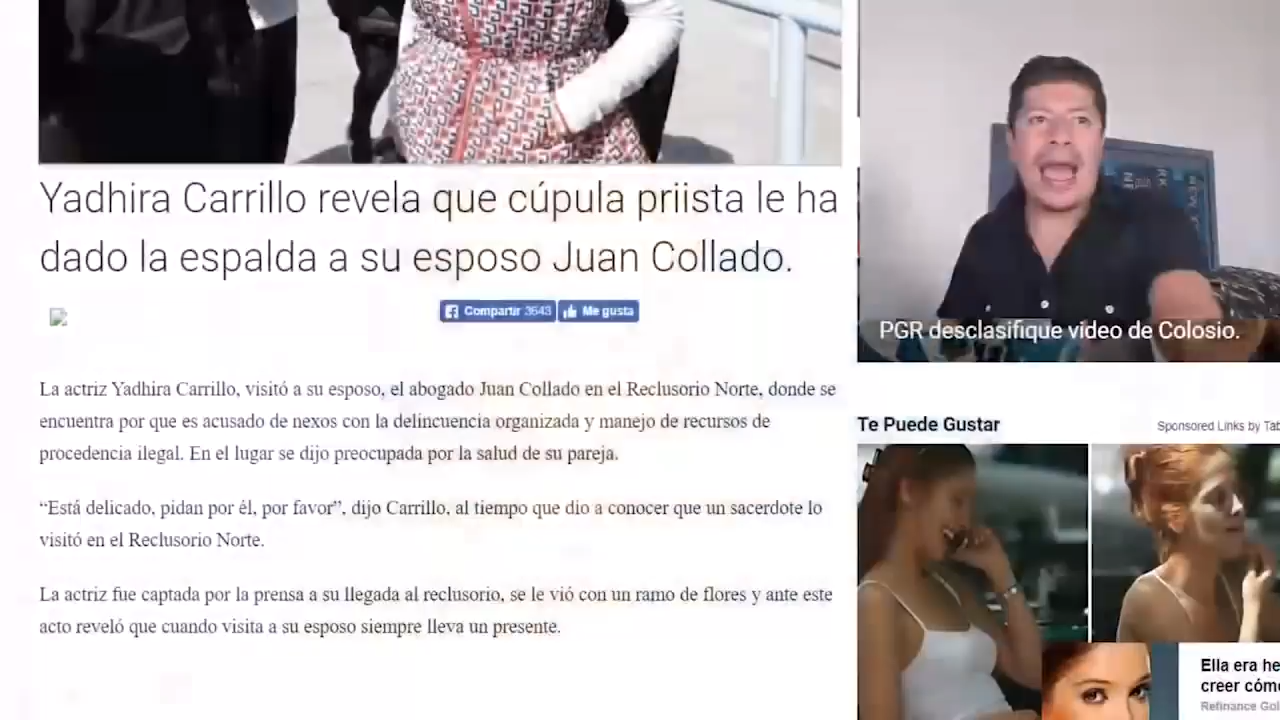 Yadhira Carrillo revela que cúpula priista le ha
dado la espalda a su esposo Juan Collado.
Compartir 3643
Me gusta
La actriz Yadhira Carrillo, visitó a su esposo, el abogado Juan Collado en el Reclusorio Norte, donde se
encuentra por que es acusado de nexos con la delincuencia organizada y manejo de recursos de
procedencia ilegal. En el lugar se dijo preocupada por la salud de su pareja.
“Está delicado, pidan por él, por favor”, dijo Carrillo, al tiempo que dio a conocer que un sacerdote lo
visitó en el Reclusorio Norte.
La actriz fue captada por la prensa a su llegada al reclusorio, se le vió con un ramo de flores y ante este
acto reveló que cuando visita a su esposo siempre lleva un presente.
PGR desclasifique video de Colosio.
Te Puede Gustar
Sponsored Links by Tab
Ella era he
creer cómo
Refinance Gol